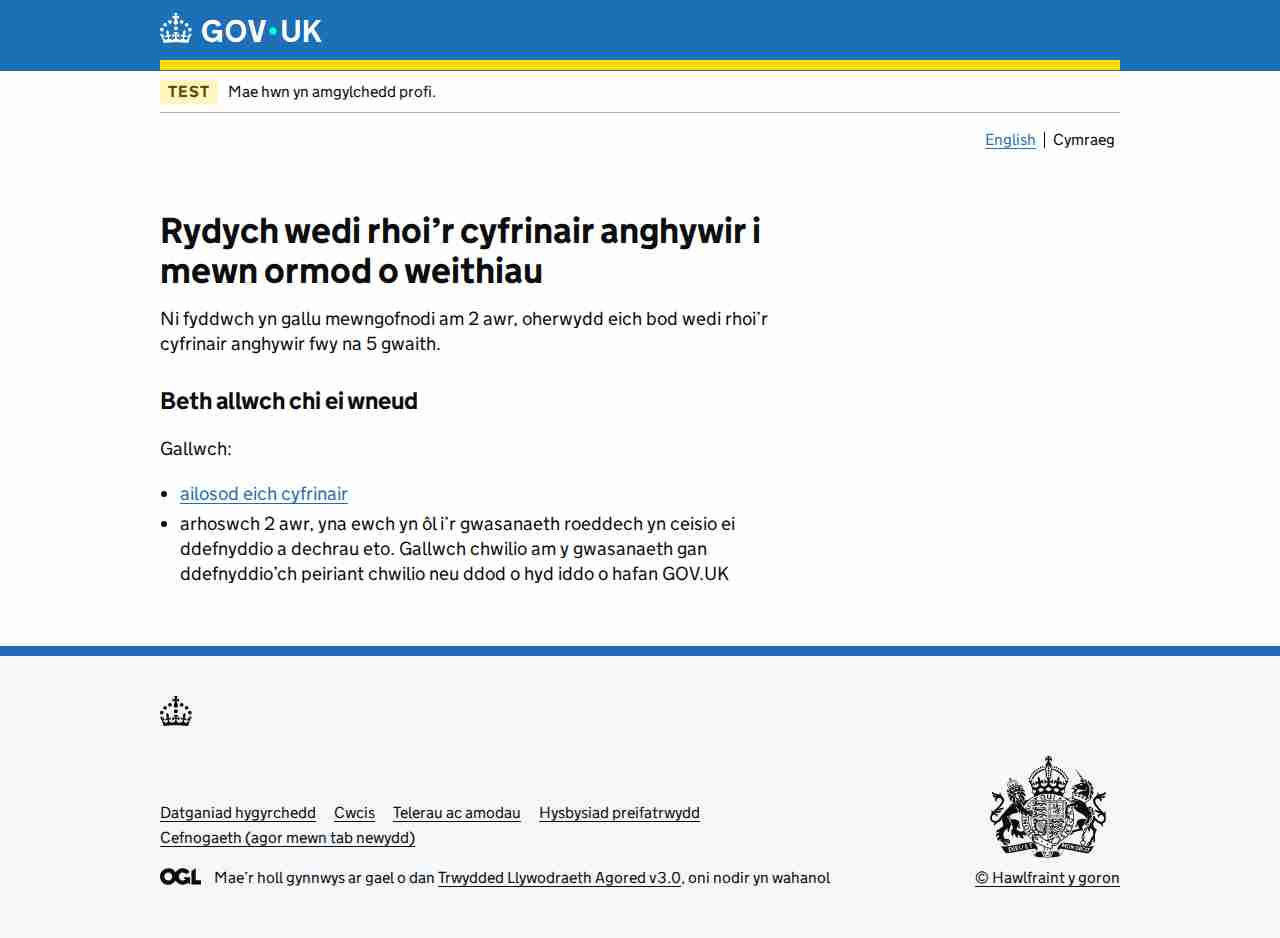 GOV·UK
TEST Mae hwn yn amgylchedd profi.
English | Cymraeg
Rydych wedi rhoi’r cyfrinair anghywir i
mewn ormod o weithiau
Ni fyddwch yn gallu mewngofnodi am 2 awr, oherwydd eich bod wedi rhoi’r
cyfrinair anghywir fwy na 5 gwaith.
Beth allwch chi ei wneud
Gallwch:
• ailosod eich cyfrinair
• arhoswch 2 awr, yna ewch yn ôl i’r gwasanaeth roeddech yn ceisio ei
ddefnyddio a dechrau eto. Gallwch chwilio am y gwasanaeth gan
ddefnyddio’ch peiriant chwilio neu ddod o hyd iddo o hafan GOV.UK
Datganiad hygyrchedd Cwcis Telerau ac amodau Hysbysiad preifatrwydd
Cefnogaeth (agor mewn tab newydd)
OGL Mae’r holl gynnwys ar gael o dan Trwydded Llywodraeth Agored v3.0, oni nodir yn wahanol
© Hawlfraint y goron